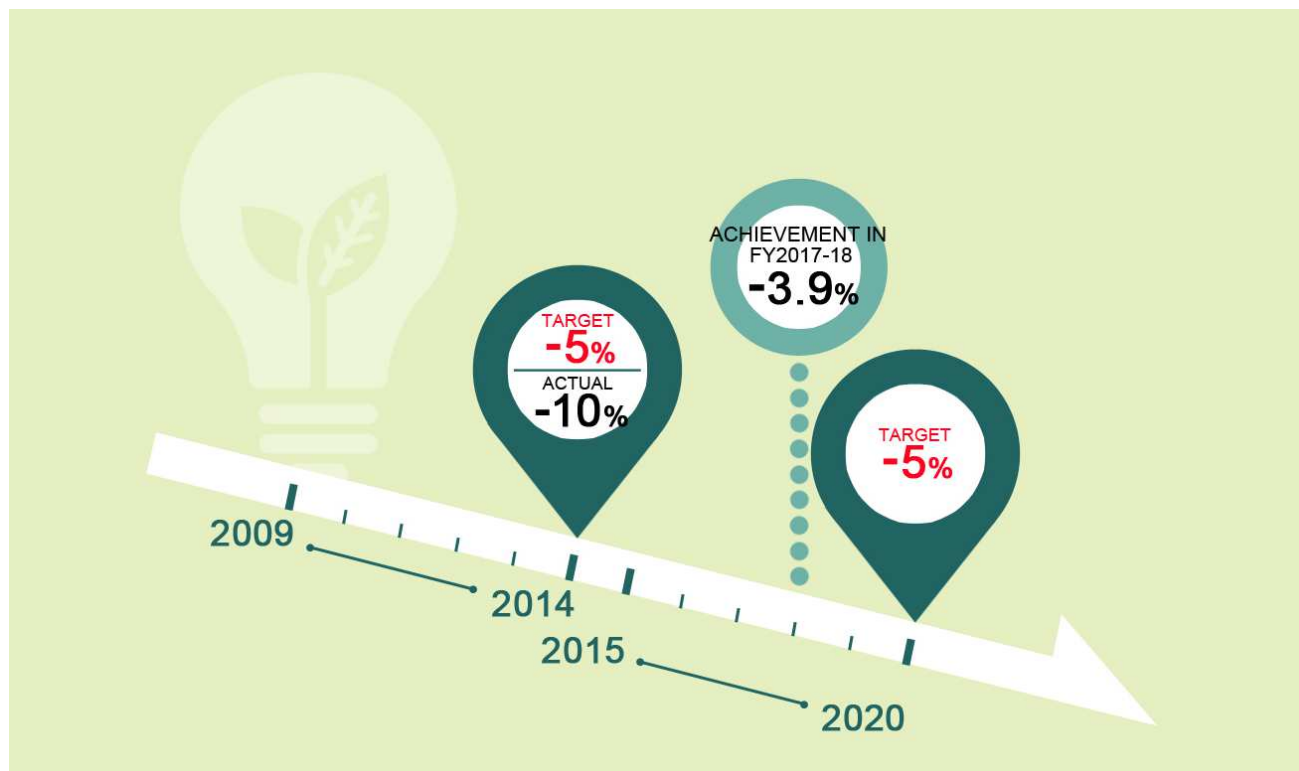 ACHIEVEMENT IN
FY2017-18
-3.9%
TARGET
-5%
ACTUAL
-10%
TARGET
-5%
2009
2014
2015
2020